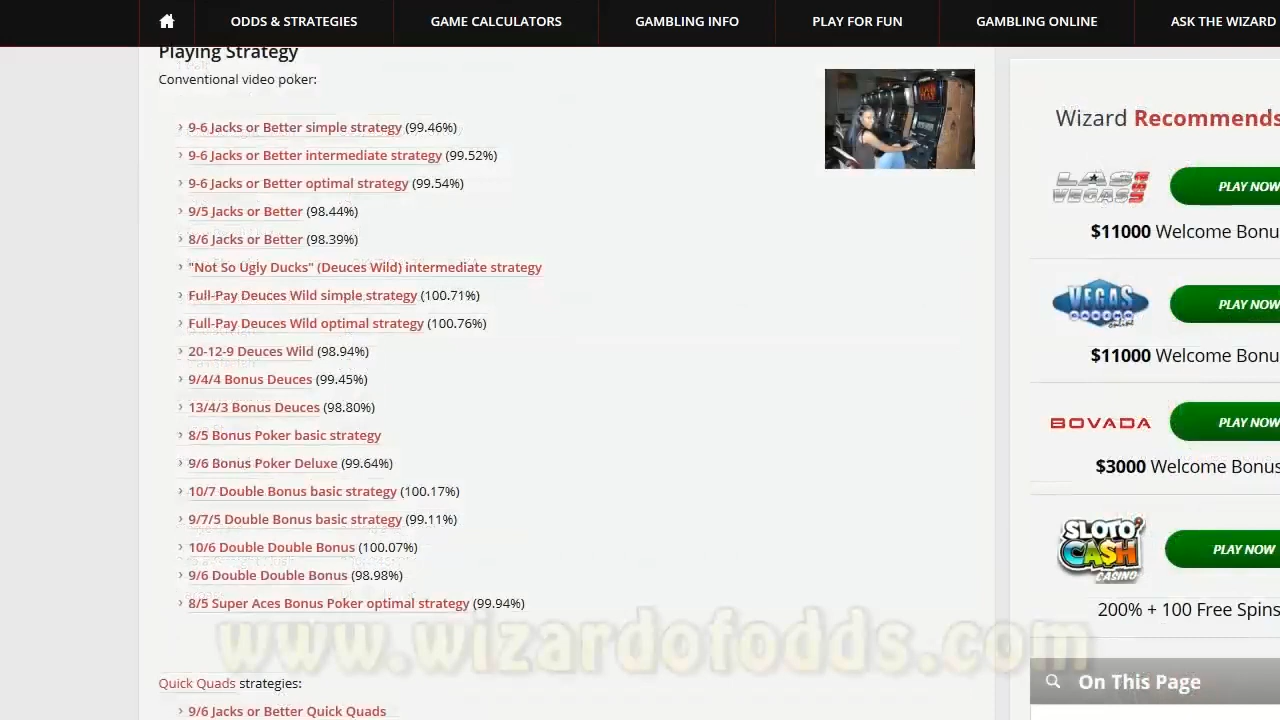 ODDS & STRATEGIES
GAME CALCULATORS
GAMBLING INFO
PLAY FOR FUN
GAMBLING ONLINE
ASK THE WIZARD
Playing Strategy
Conventional video poker:
› 9-6 Jacks or Better simple strategy (99.46%)
› 9-6 Jacks or Better intermediate strategy (99.52%)
› 9-6 Jacks or Better optimal strategy (99.54%)
› 9/5 Jacks or Better (98.44%)
› 8/6 Jacks or Better (98.39%)
› "Not So Ugly Ducks" (Deuces Wild) intermediate strategy
› Full-Pay Deuces Wild simple strategy (100.71%)
› Full-Pay Deuces Wild optimal strategy (100.76%)
› 20-12-9 Deuces Wild (98.94%)
› 9/4/4 Bonus Deuces (99.45%)
› 13/4/3 Bonus Deuces (98.80%)
› 8/5 Bonus Poker basic strategy
› 9/6 Bonus Poker Deluxe (99.64%)
› 10/7 Double Bonus basic strategy (100.17%)
› 9/7/5 Double Bonus basic strategy (99.11%)
› 10/6 Double Double Bonus (100.07%)
› 9/6 Double Double Bonus (98.98%)
› 8/5 Super Aces Bonus Poker optimal strategy (99.94%)
www.wizardofodds.com
Quick Quads strategies:
› 9/6 Jacks or Better Quick Quads
Wizard Recommends
LAS VEGAS USA
PLAY NOW
$11000 Welcome Bonu
VEGAS CASINO online
PLAY NOW
$11000 Welcome Bonu
BOVADA
PLAY NOW
$3000 Welcome Bonus
SLOTO' CASH CASINO
PLAY NOW
200% + 100 Free Spins
On This Page